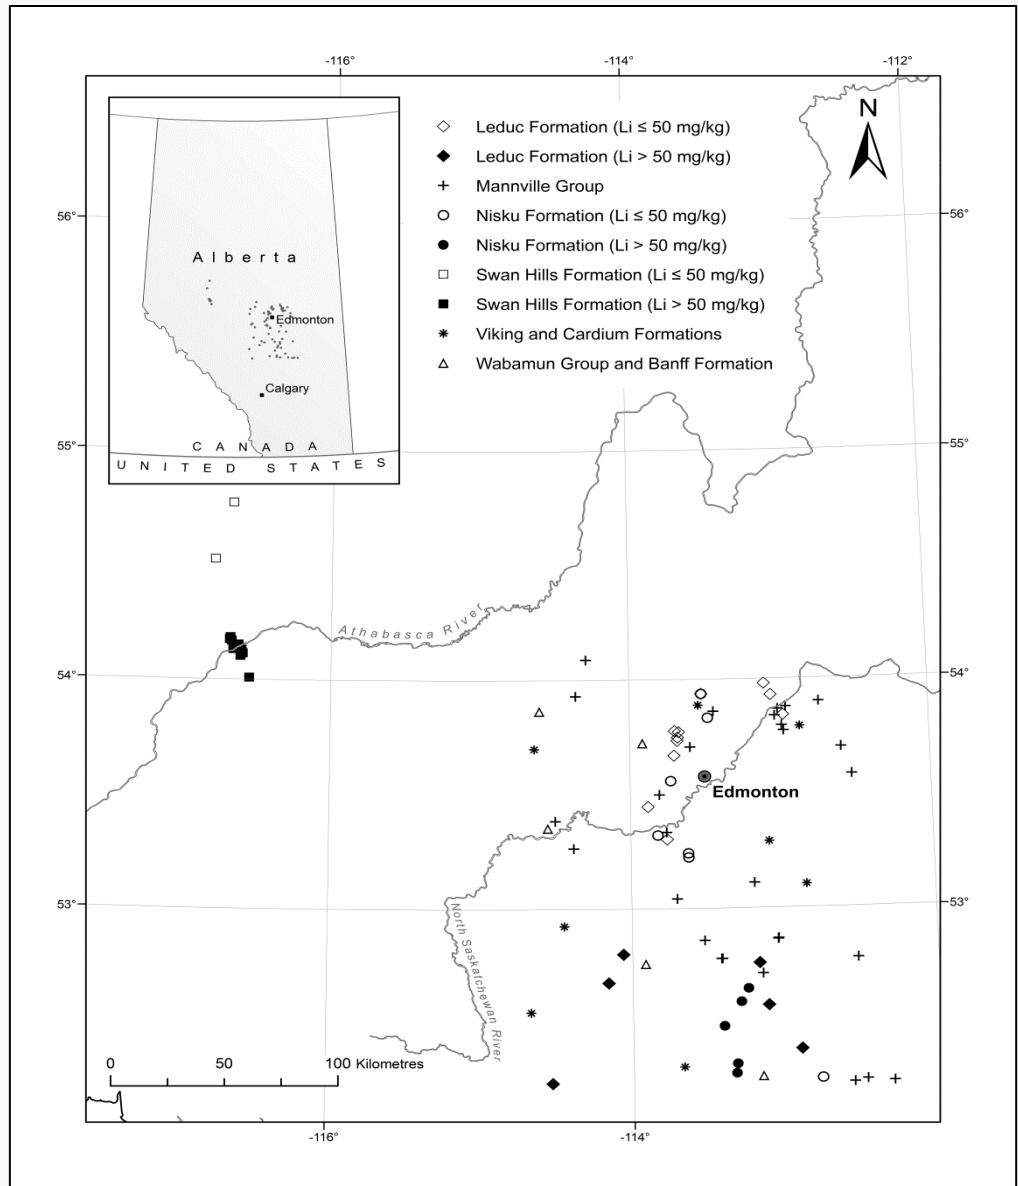 -116°
-114°
-112°
N
Leduc Formation (Li ≤ 50 mg/kg)
Leduc Formation (Li > 50 mg/kg)
Mannville Group
Nisku Formation (Li ≤ 50 mg/kg)
Nisku Formation (Li > 50 mg/kg)
Swan Hills Formation (Li ≤ 50 mg/kg)
Swan Hills Formation (Li > 50 mg/kg)
Viking and Cardium Formations
Wabamun Group and Banff Formation
56°
56°
Alberta
Edmonton
Calgary
CANADA
UNITED STATES
55°
55°
Athabasca River
54°
54°
Edmonton
53°
53°
North Saskatchewan River
0 50 100 Kilometres
-116°
-114°